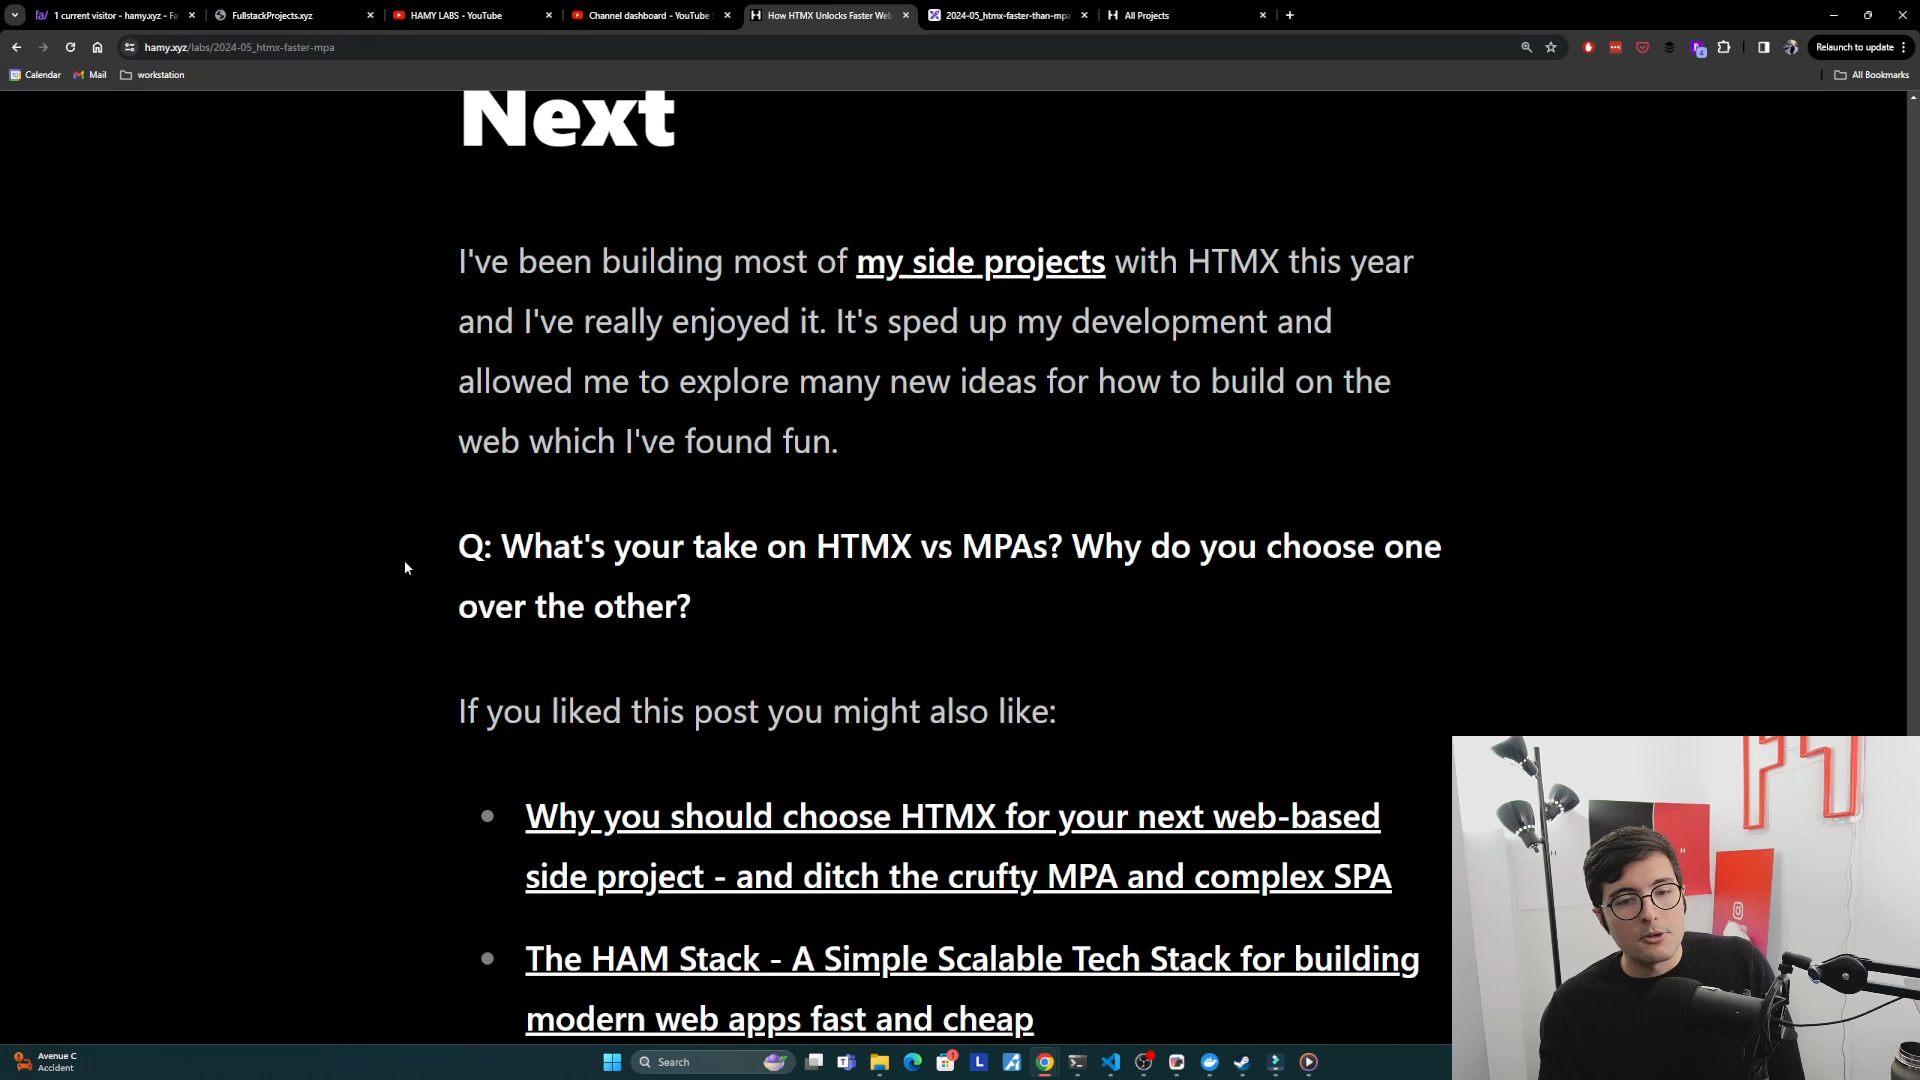 1 current visitor - hamy.xyz - Fa
FullstackProjects.xyz
HAMY LABS - YouTube
Channel dashboard - YouTube S
How HTMX Unlocks Faster Web
2024-05_htmx-faster-than-mpa
All Projects
hamy.xyz/labs/2024-05_htmx-faster-mpa
Relaunch to update
Calendar
Mail
workstation
All Bookmarks
Next
I've been building most of my side projects with HTMX this year
and I've really enjoyed it. It's sped up my development and
allowed me to explore many new ideas for how to build on the
web which I've found fun.
Q: What's your take on HTMX vs MPAs? Why do you choose one
over the other?
If you liked this post you might also like:
Why you should choose HTMX for your next web-based
side project - and ditch the crufty MPA and complex SPA
The HAM Stack - A Simple Scalable Tech Stack for building
modern web apps fast and cheap
Avenue C
Accident
Search